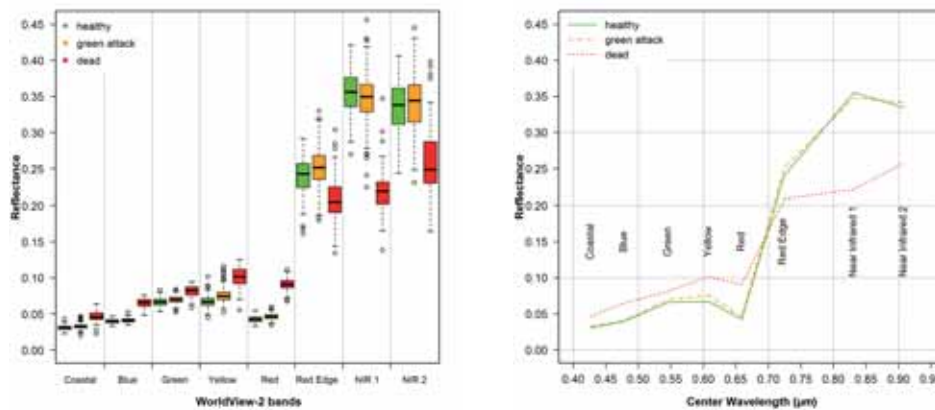 healthy
green attack
dead
0.45
0.40
0.35
0.30
0.25
0.20
0.15
0.10
0.05
0.00
Reflectance
Coastal Blue Green Yellow Red Red Edge NIR 1 NIR 2
WorldView-2 bands
healthy
green attack
dead
0.45
0.40
0.35
0.30
0.25
0.20
0.15
0.10
0.05
0.00
Reflectance
Coastal
Blue
Green
Yellow
Red
Red Edge
Near Infrared 1
Near Infrared 2
0.40 0.45 0.50 0.55 0.60 0.65 0.70 0.75 0.80 0.85 0.90 0.95
Center Wavelength (μm)